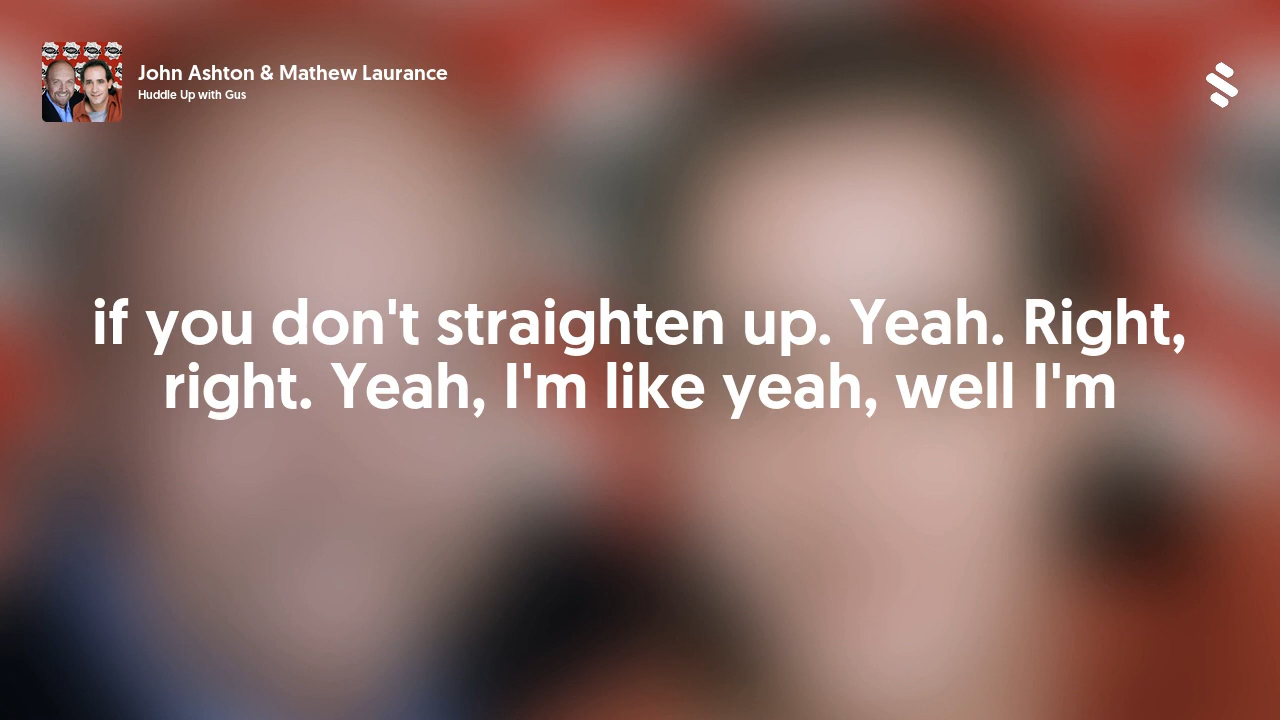 John Ashton & Mathew Laurance
Huddle Up with Gus
if you don't straighten up. Yeah. Right,
right. Yeah, I'm like yeah, well I'm